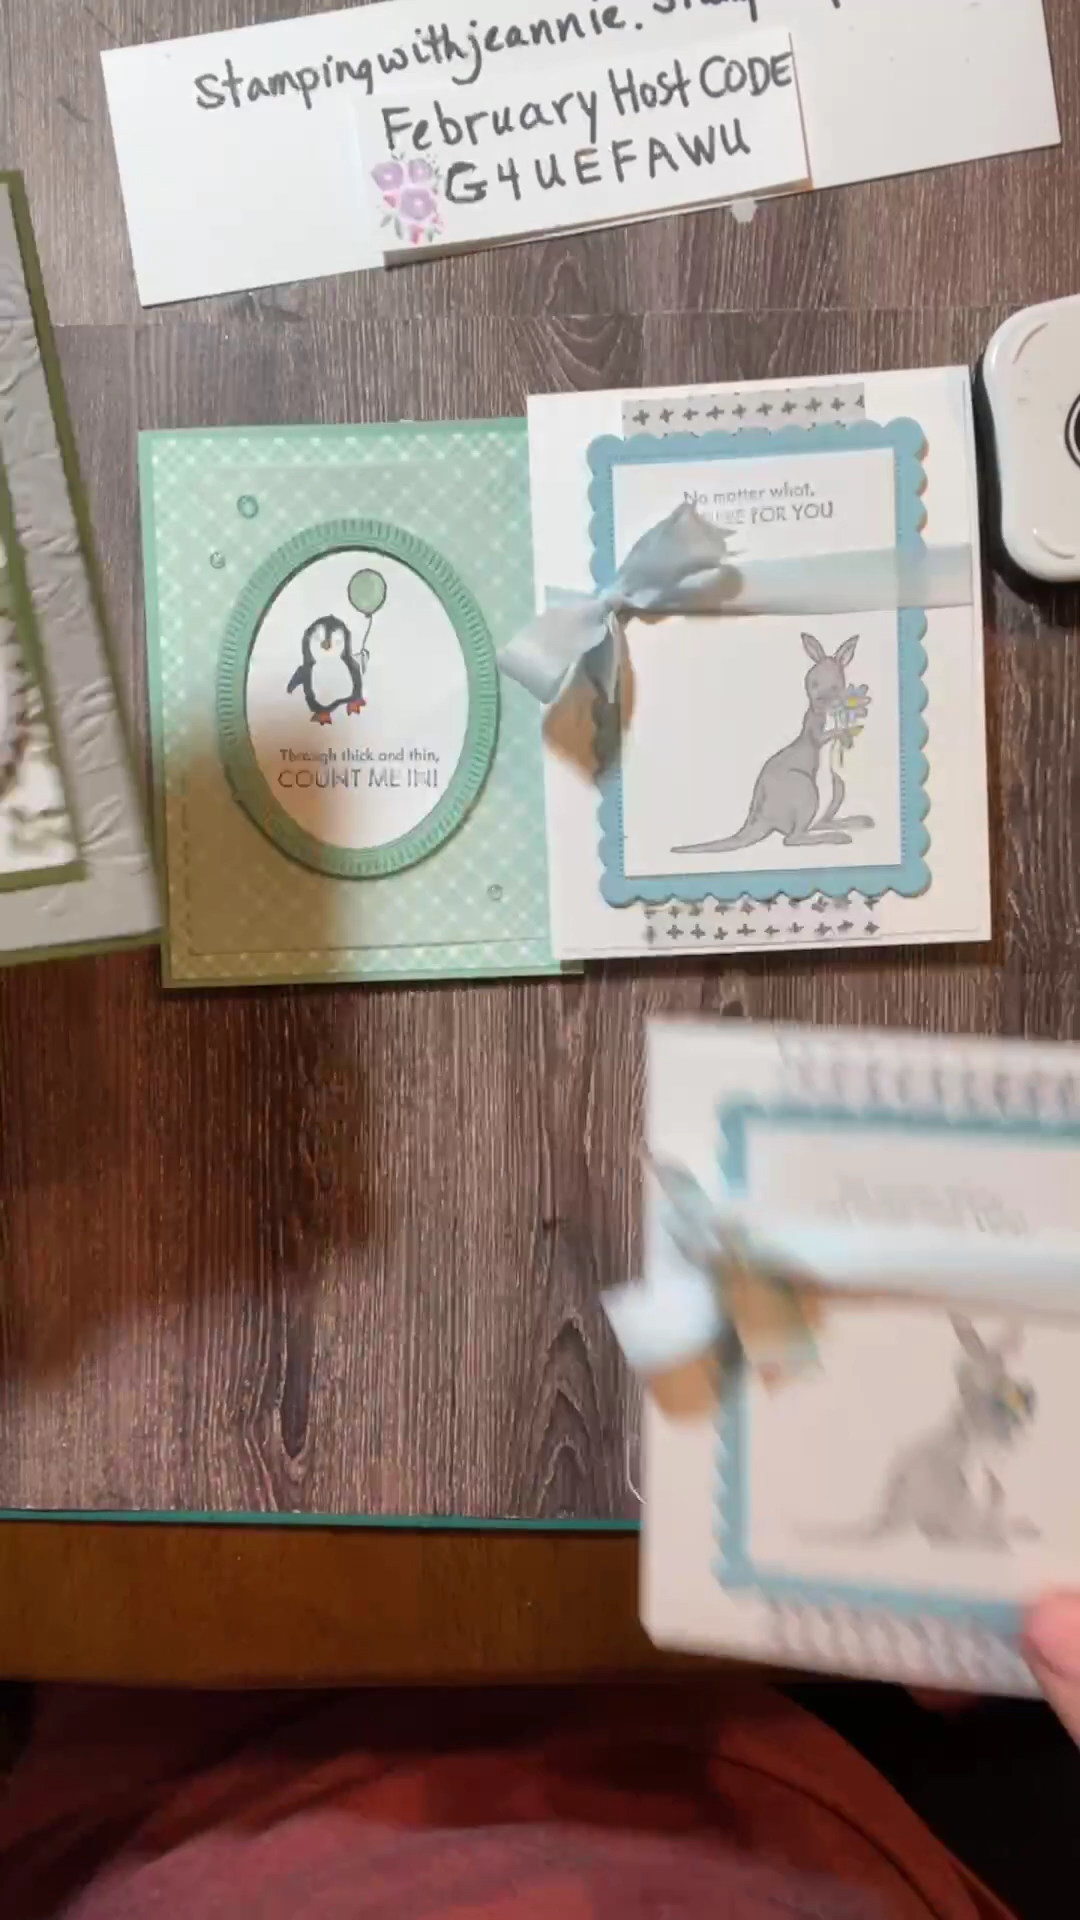 Stampingwithjeannie.
February Host CODE
G4UEFAWU
No matter what,
FOR YOU
Through thick and thin,
COUNT ME IN!